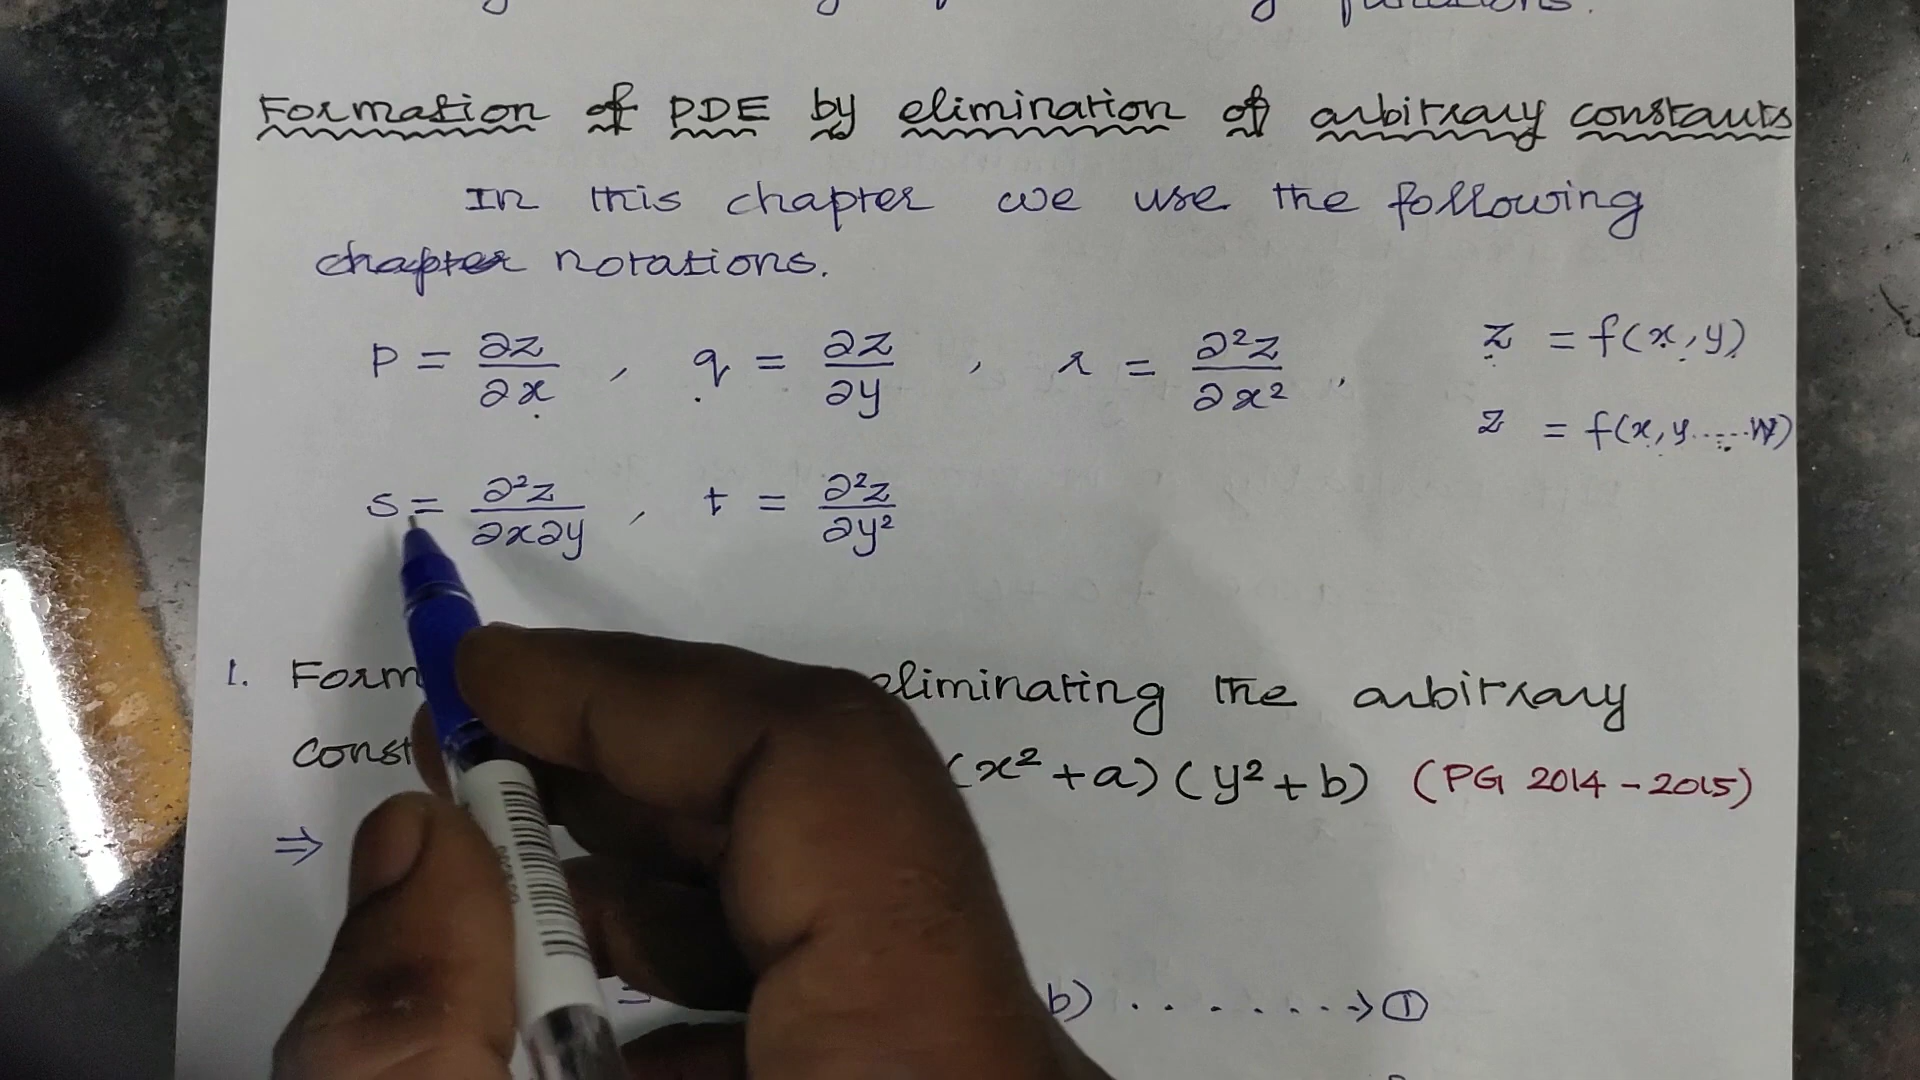 Formation of PDE by elimination of arbitrary constants
In this chapter we use the following
chapter notations.
p = ∂z/∂x , q = ∂z/∂y , r = ∂²z/∂x² , z = f(x,y)
z = f(x,y.....w)
s = ∂²z/∂x∂y , t = ∂²z/∂y²
1. Form eliminating the arbitrary
const (x²+a)(y²+b) (PG 2014-2015)
⇒
= b) . . . . . . . → ①